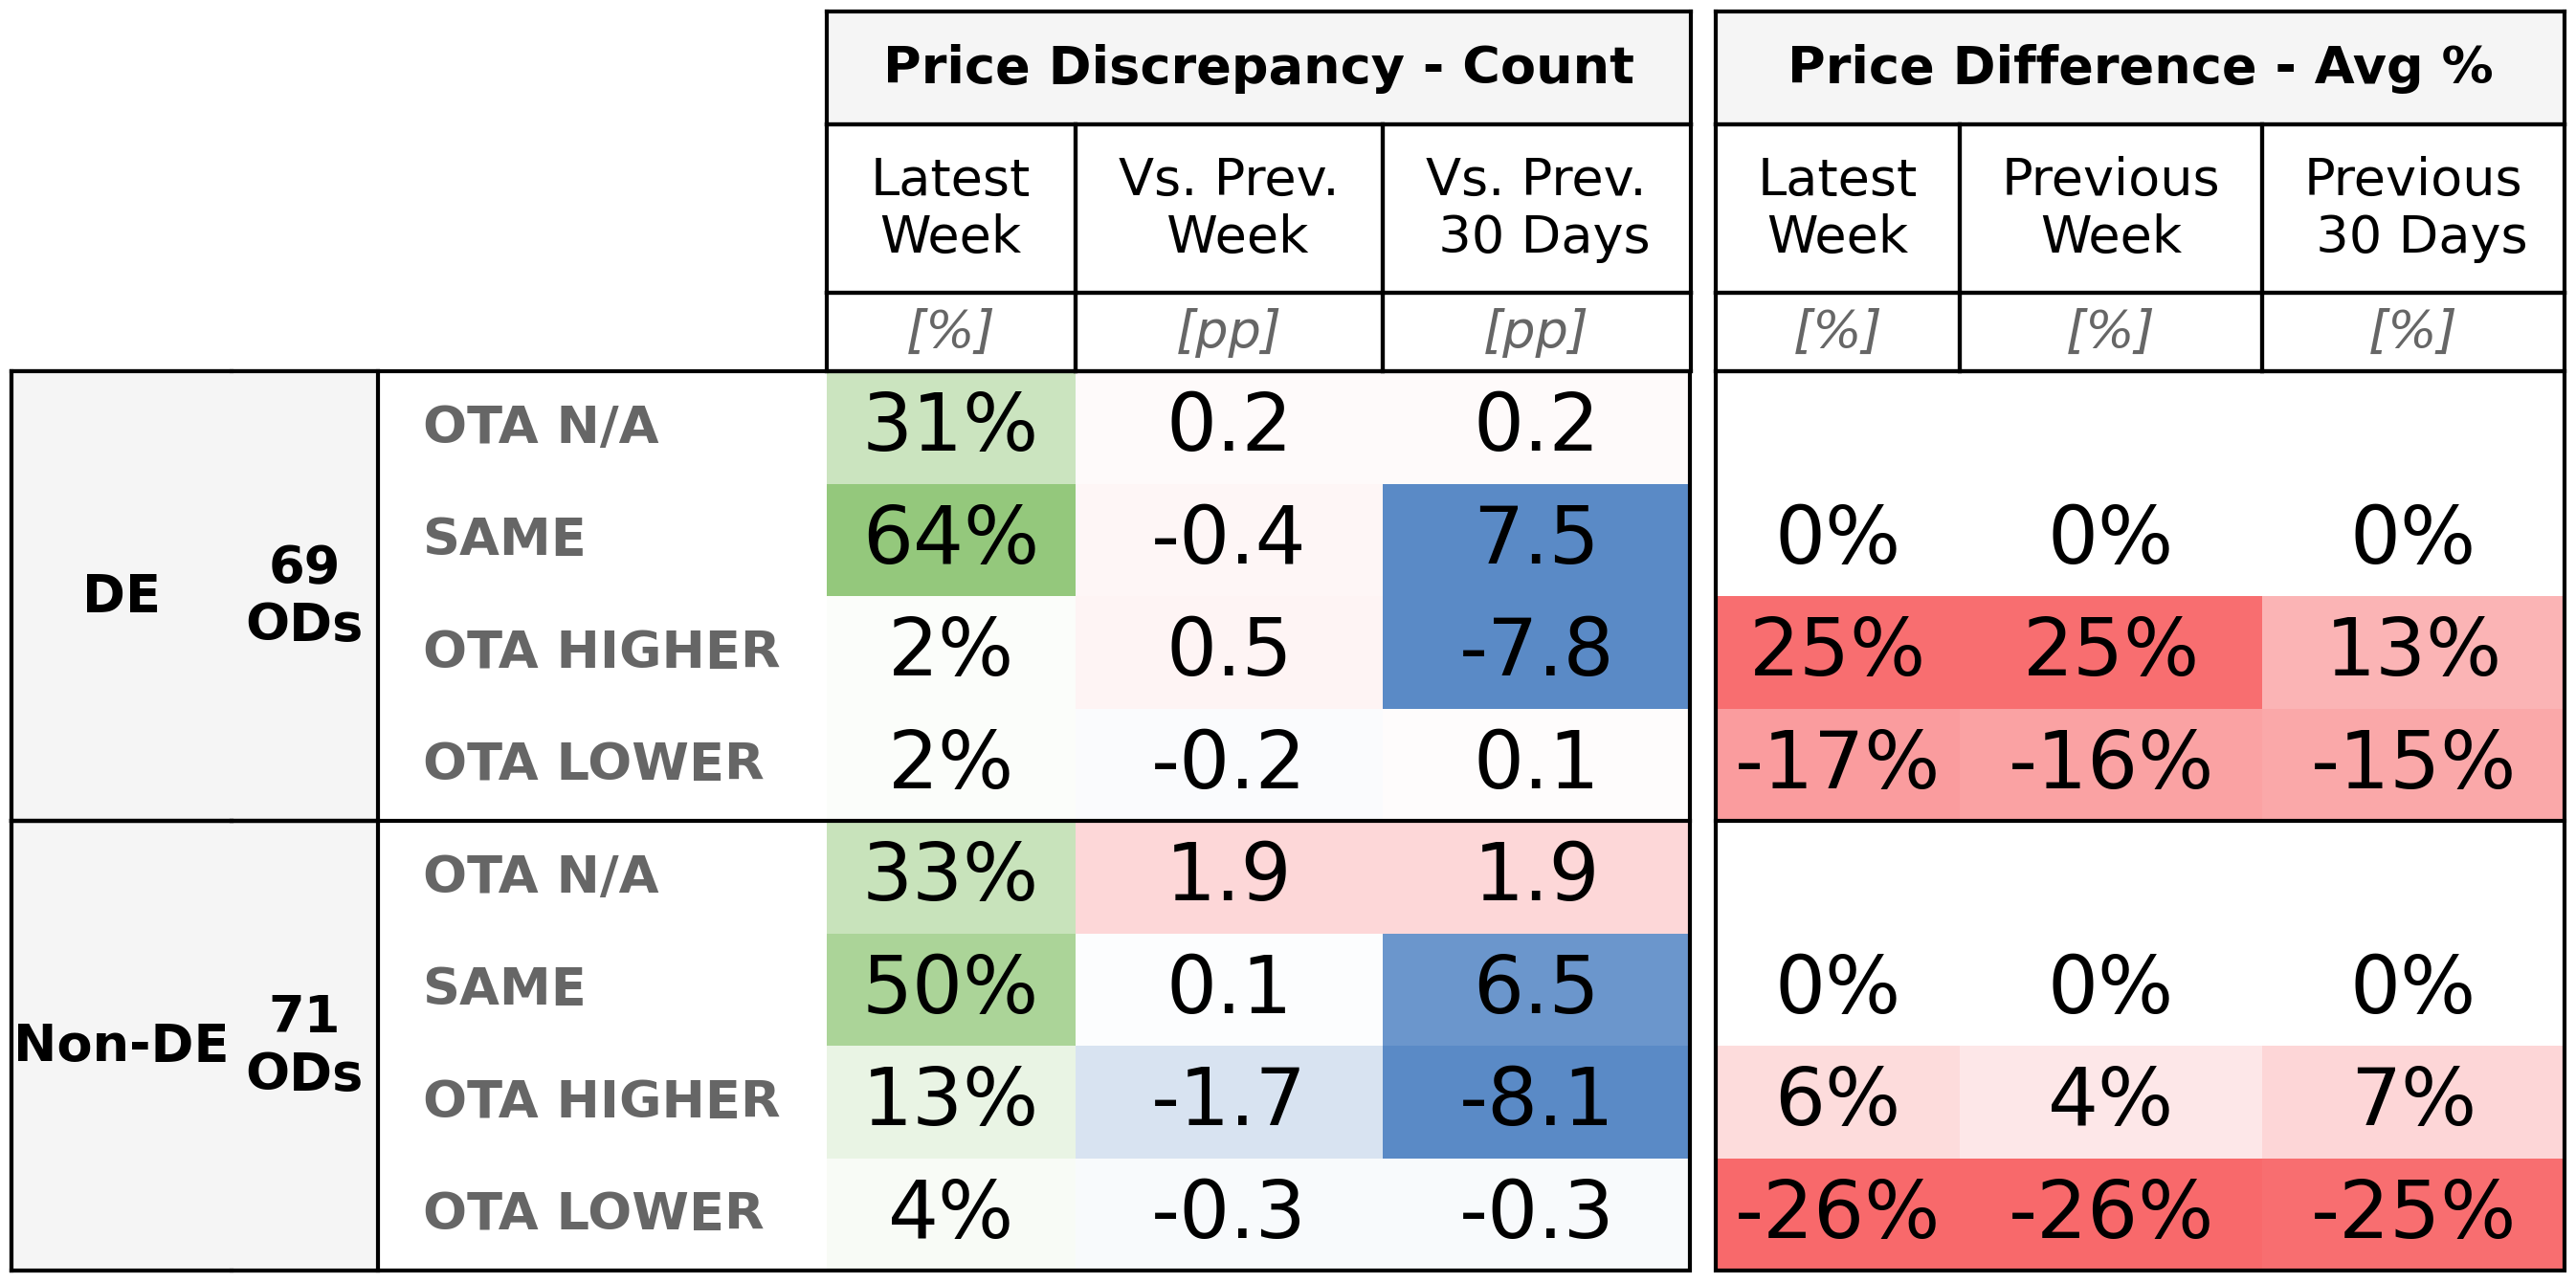 Price Discrepancy - Count Price Difference - Avg %
Latest Week Vs. Prev. Week Vs. Prev. 30 Days Latest Week Previous Week Previous 30 Days
[%] [pp] [pp] [%] [%] [%]
DE 69 ODs
OTA N/A 31% 0.2 0.2
SAME 64% -0.4 7.5 0% 0% 0%
OTA HIGHER 2% 0.5 -7.8 25% 25% 13%
OTA LOWER 2% -0.2 0.1 -17% -16% -15%
Non-DE 71 ODs
OTA N/A 33% 1.9 1.9
SAME 50% 0.1 6.5 0% 0% 0%
OTA HIGHER 13% -1.7 -8.1 6% 4% 7%
OTA LOWER 4% -0.3 -0.3 -26% -26% -25%